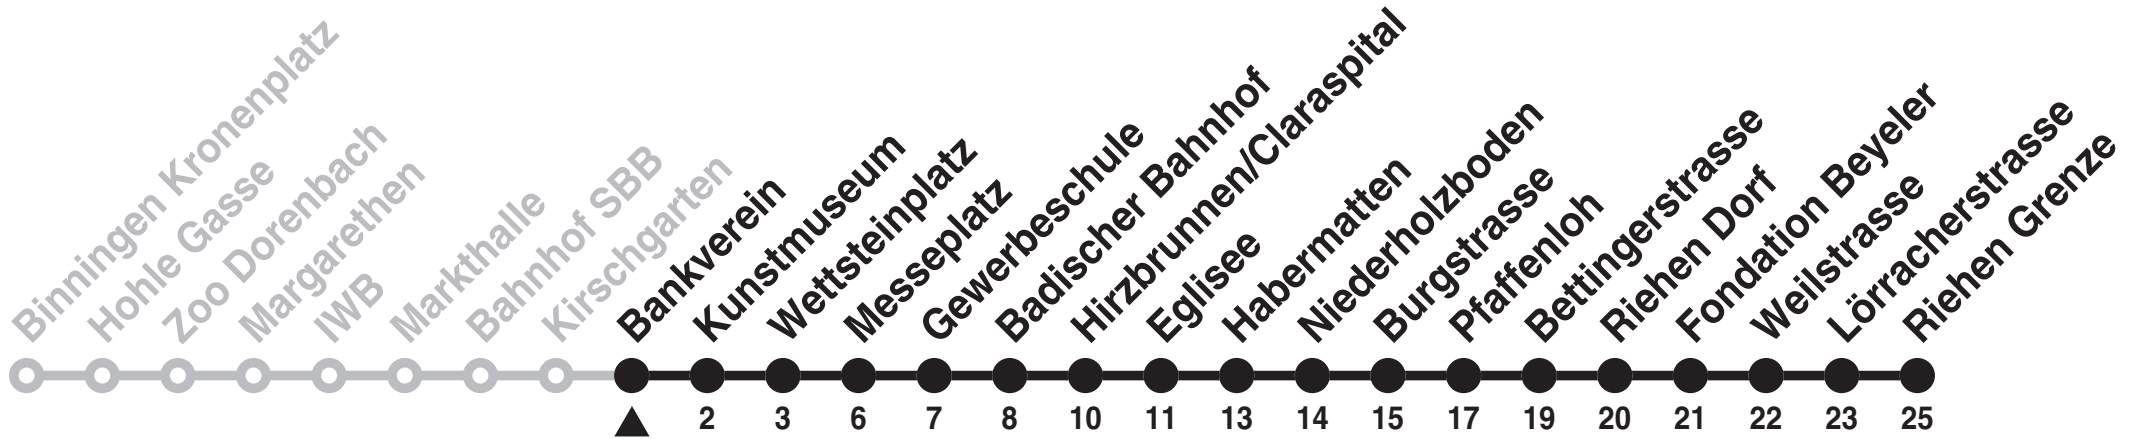 Binningen Kronenplatz
Hohle Gasse
Zoo Dorenbach
Margarethen
IWB
Markthalle
Bahnhof SBB
Kirschgarten
Bankverein
Kunstmuseum
Wettsteinplatz
Messeplatz
Gewerbeschule
Badischer Bahnhof
Hirzbrunnen/Claraspital
Eglisee
Habermatten
Niederholzboden
Burgstrasse
Pfaffenloh
Bettingerstrasse
Riehen Dorf
Fondation Beyeler
Weilstrasse
Lörracherstrasse
Riehen Grenze
2 3 6 7 8 10 11 13 14 15 17 19 20 21 22 23 25